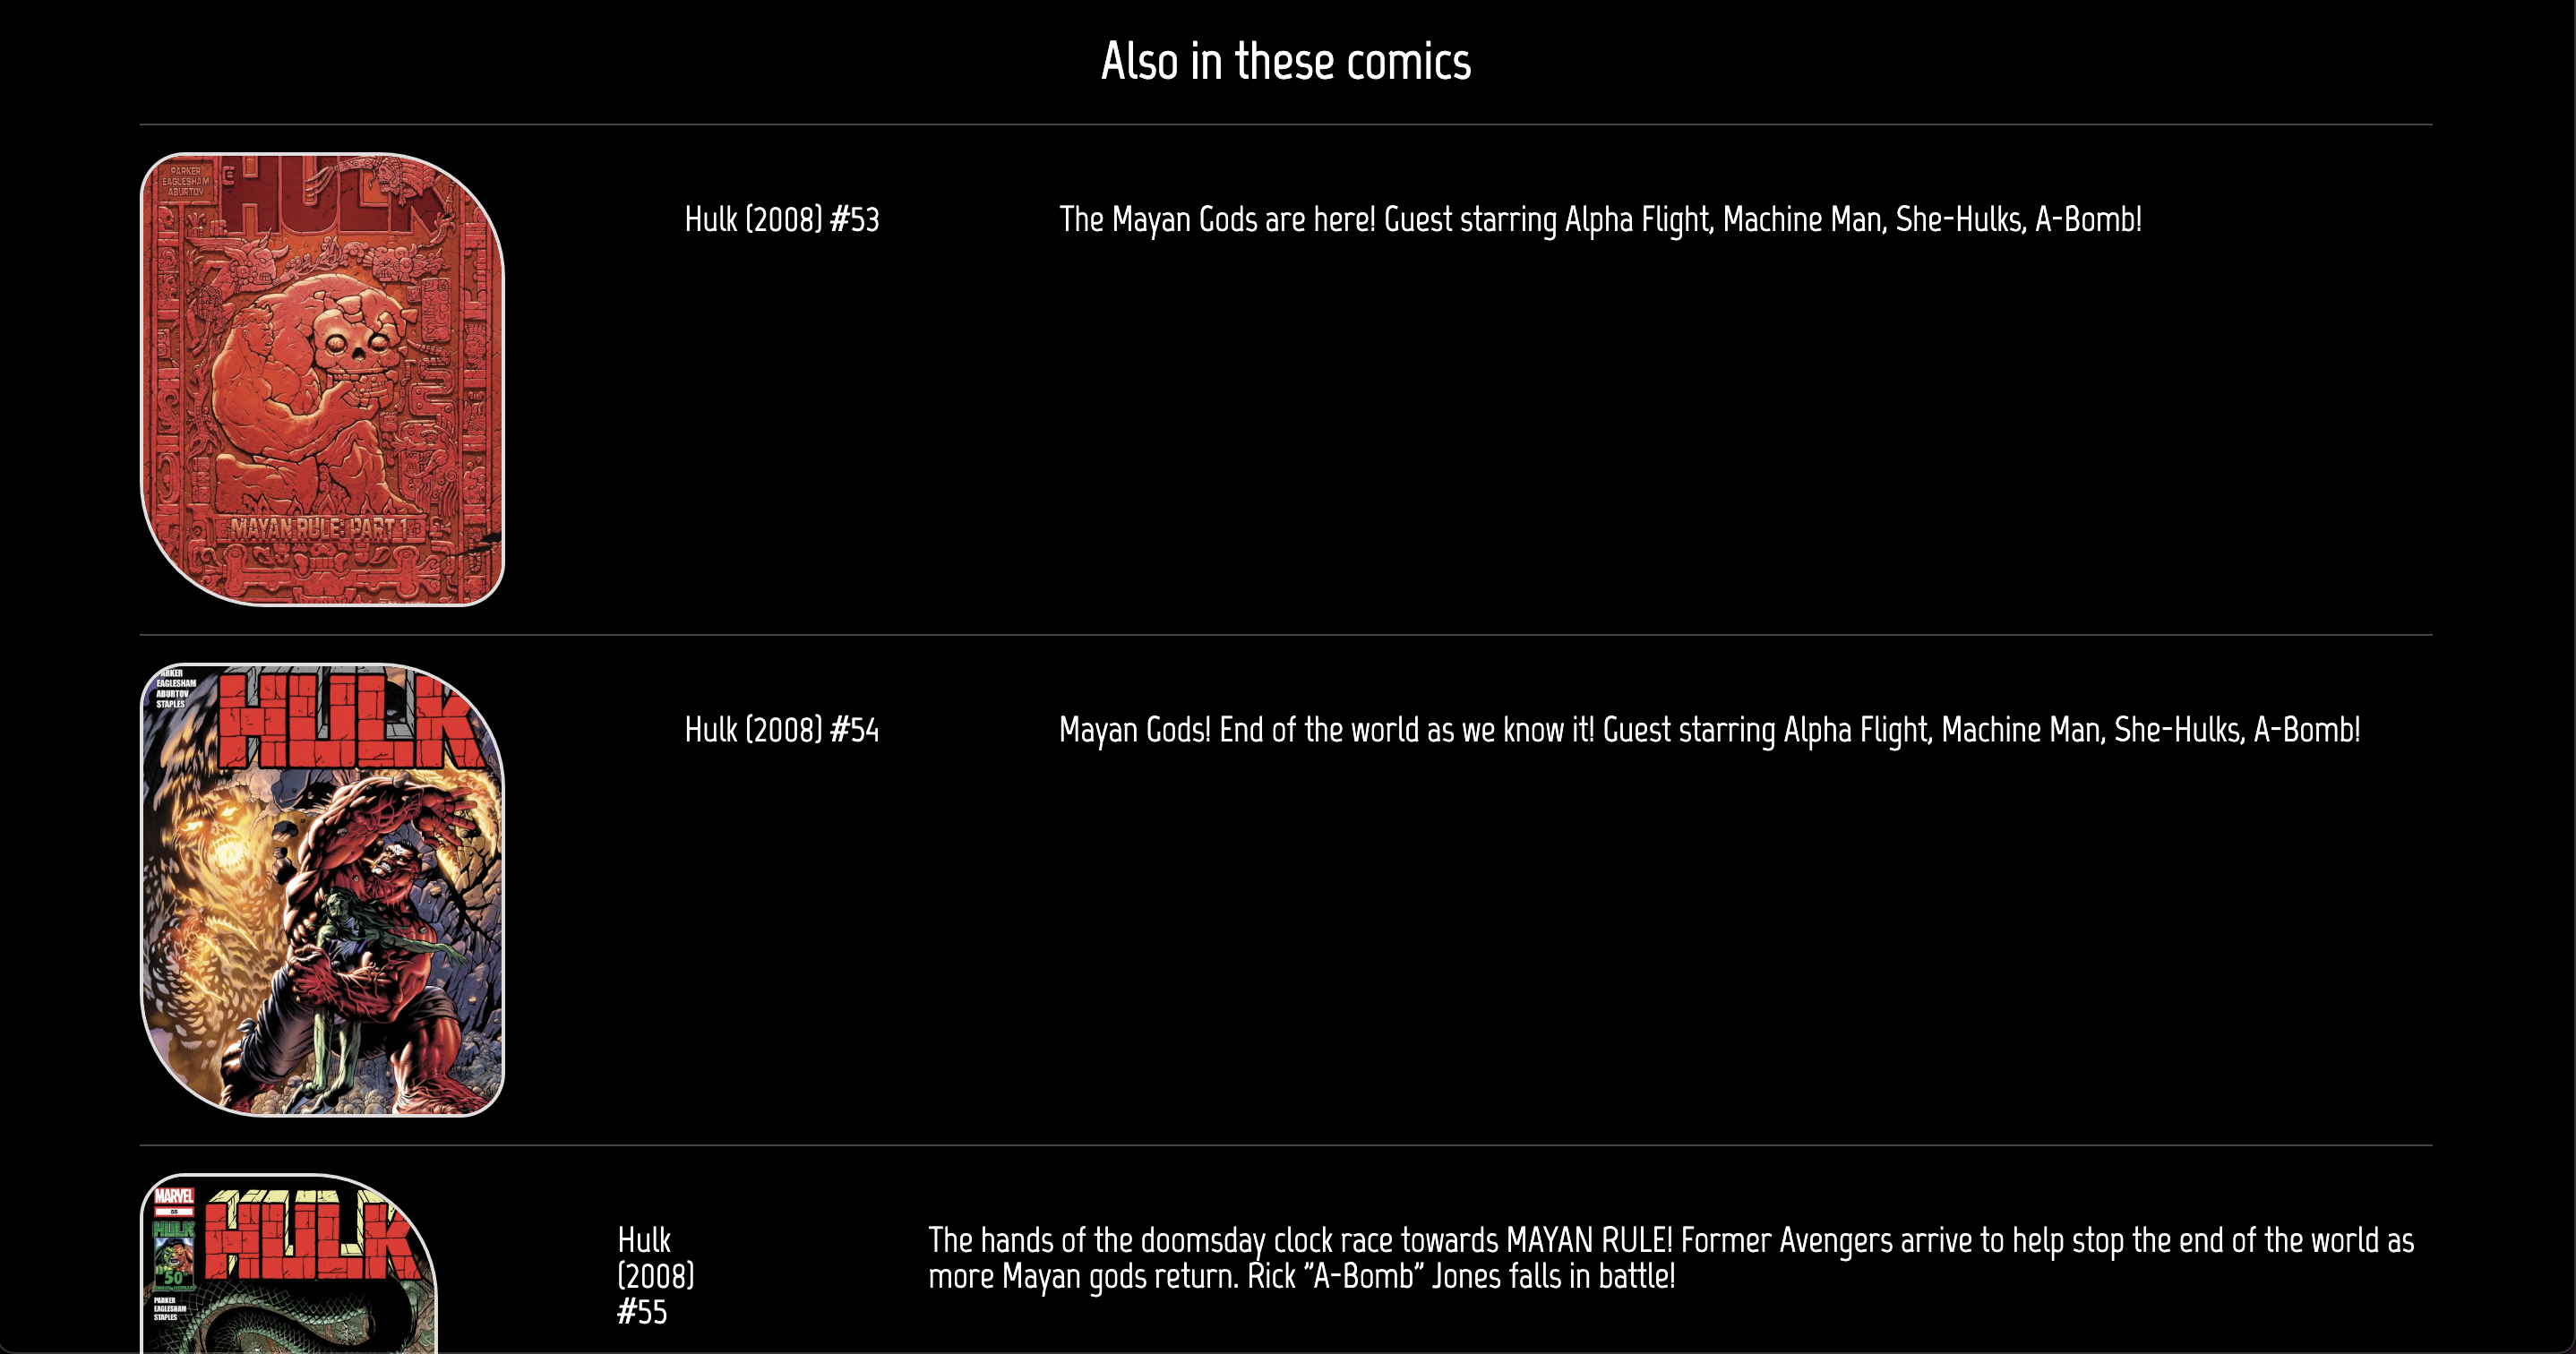 Also in these comics
PARKER
EAGLESHAM
ABURTOV
HULK
MAYAN RULE: PART 1
Hulk (2008) #53
The Mayan Gods are here! Guest starring Alpha Flight, Machine Man, She-Hulks, A-Bomb!
PARKER
EAGLESHAM
ABURTOV
STAPLES
HULK
Hulk (2008) #54
Mayan Gods! End of the world as we know it! Guest starring Alpha Flight, Machine Man, She-Hulks, A-Bomb!
MARVEL
55
HULK
50
PARKER
EAGLESHAM
STAPLES
HULK
Hulk
(2008)
#55
The hands of the doomsday clock race towards MAYAN RULE! Former Avengers arrive to help stop the end of the world as
more Mayan gods return. Rick "A-Bomb" Jones falls in battle!